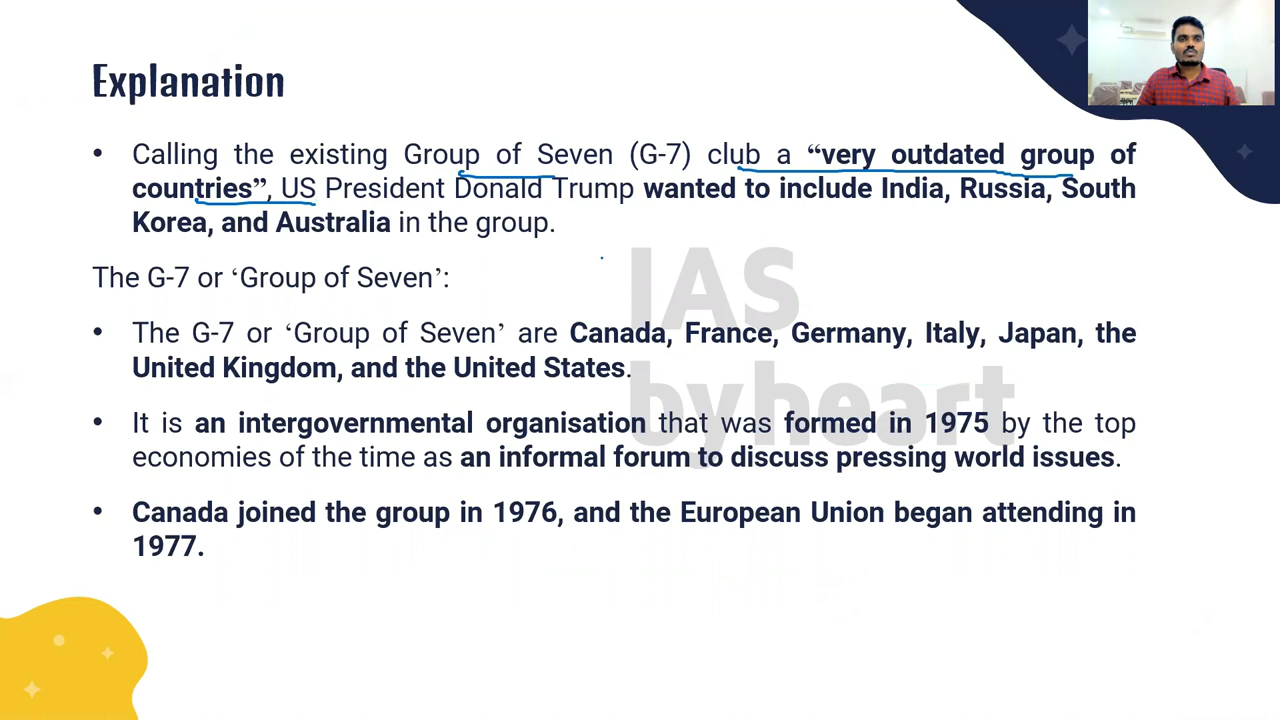 Explanation
• Calling the existing Group of Seven (G-7) club a “very outdated group of
countries”, US President Donald Trump wanted to include India, Russia, South
Korea, and Australia in the group.
The G-7 or ‘Group of Seven’:
• The G-7 or ‘Group of Seven’ are Canada, France, Germany, Italy, Japan, the
United Kingdom, and the United States.
• It is an intergovernmental organisation that was formed in 1975 by the top
economies of the time as an informal forum to discuss pressing world issues.
• Canada joined the group in 1976, and the European Union began attending in
1977.
IAS
byheart